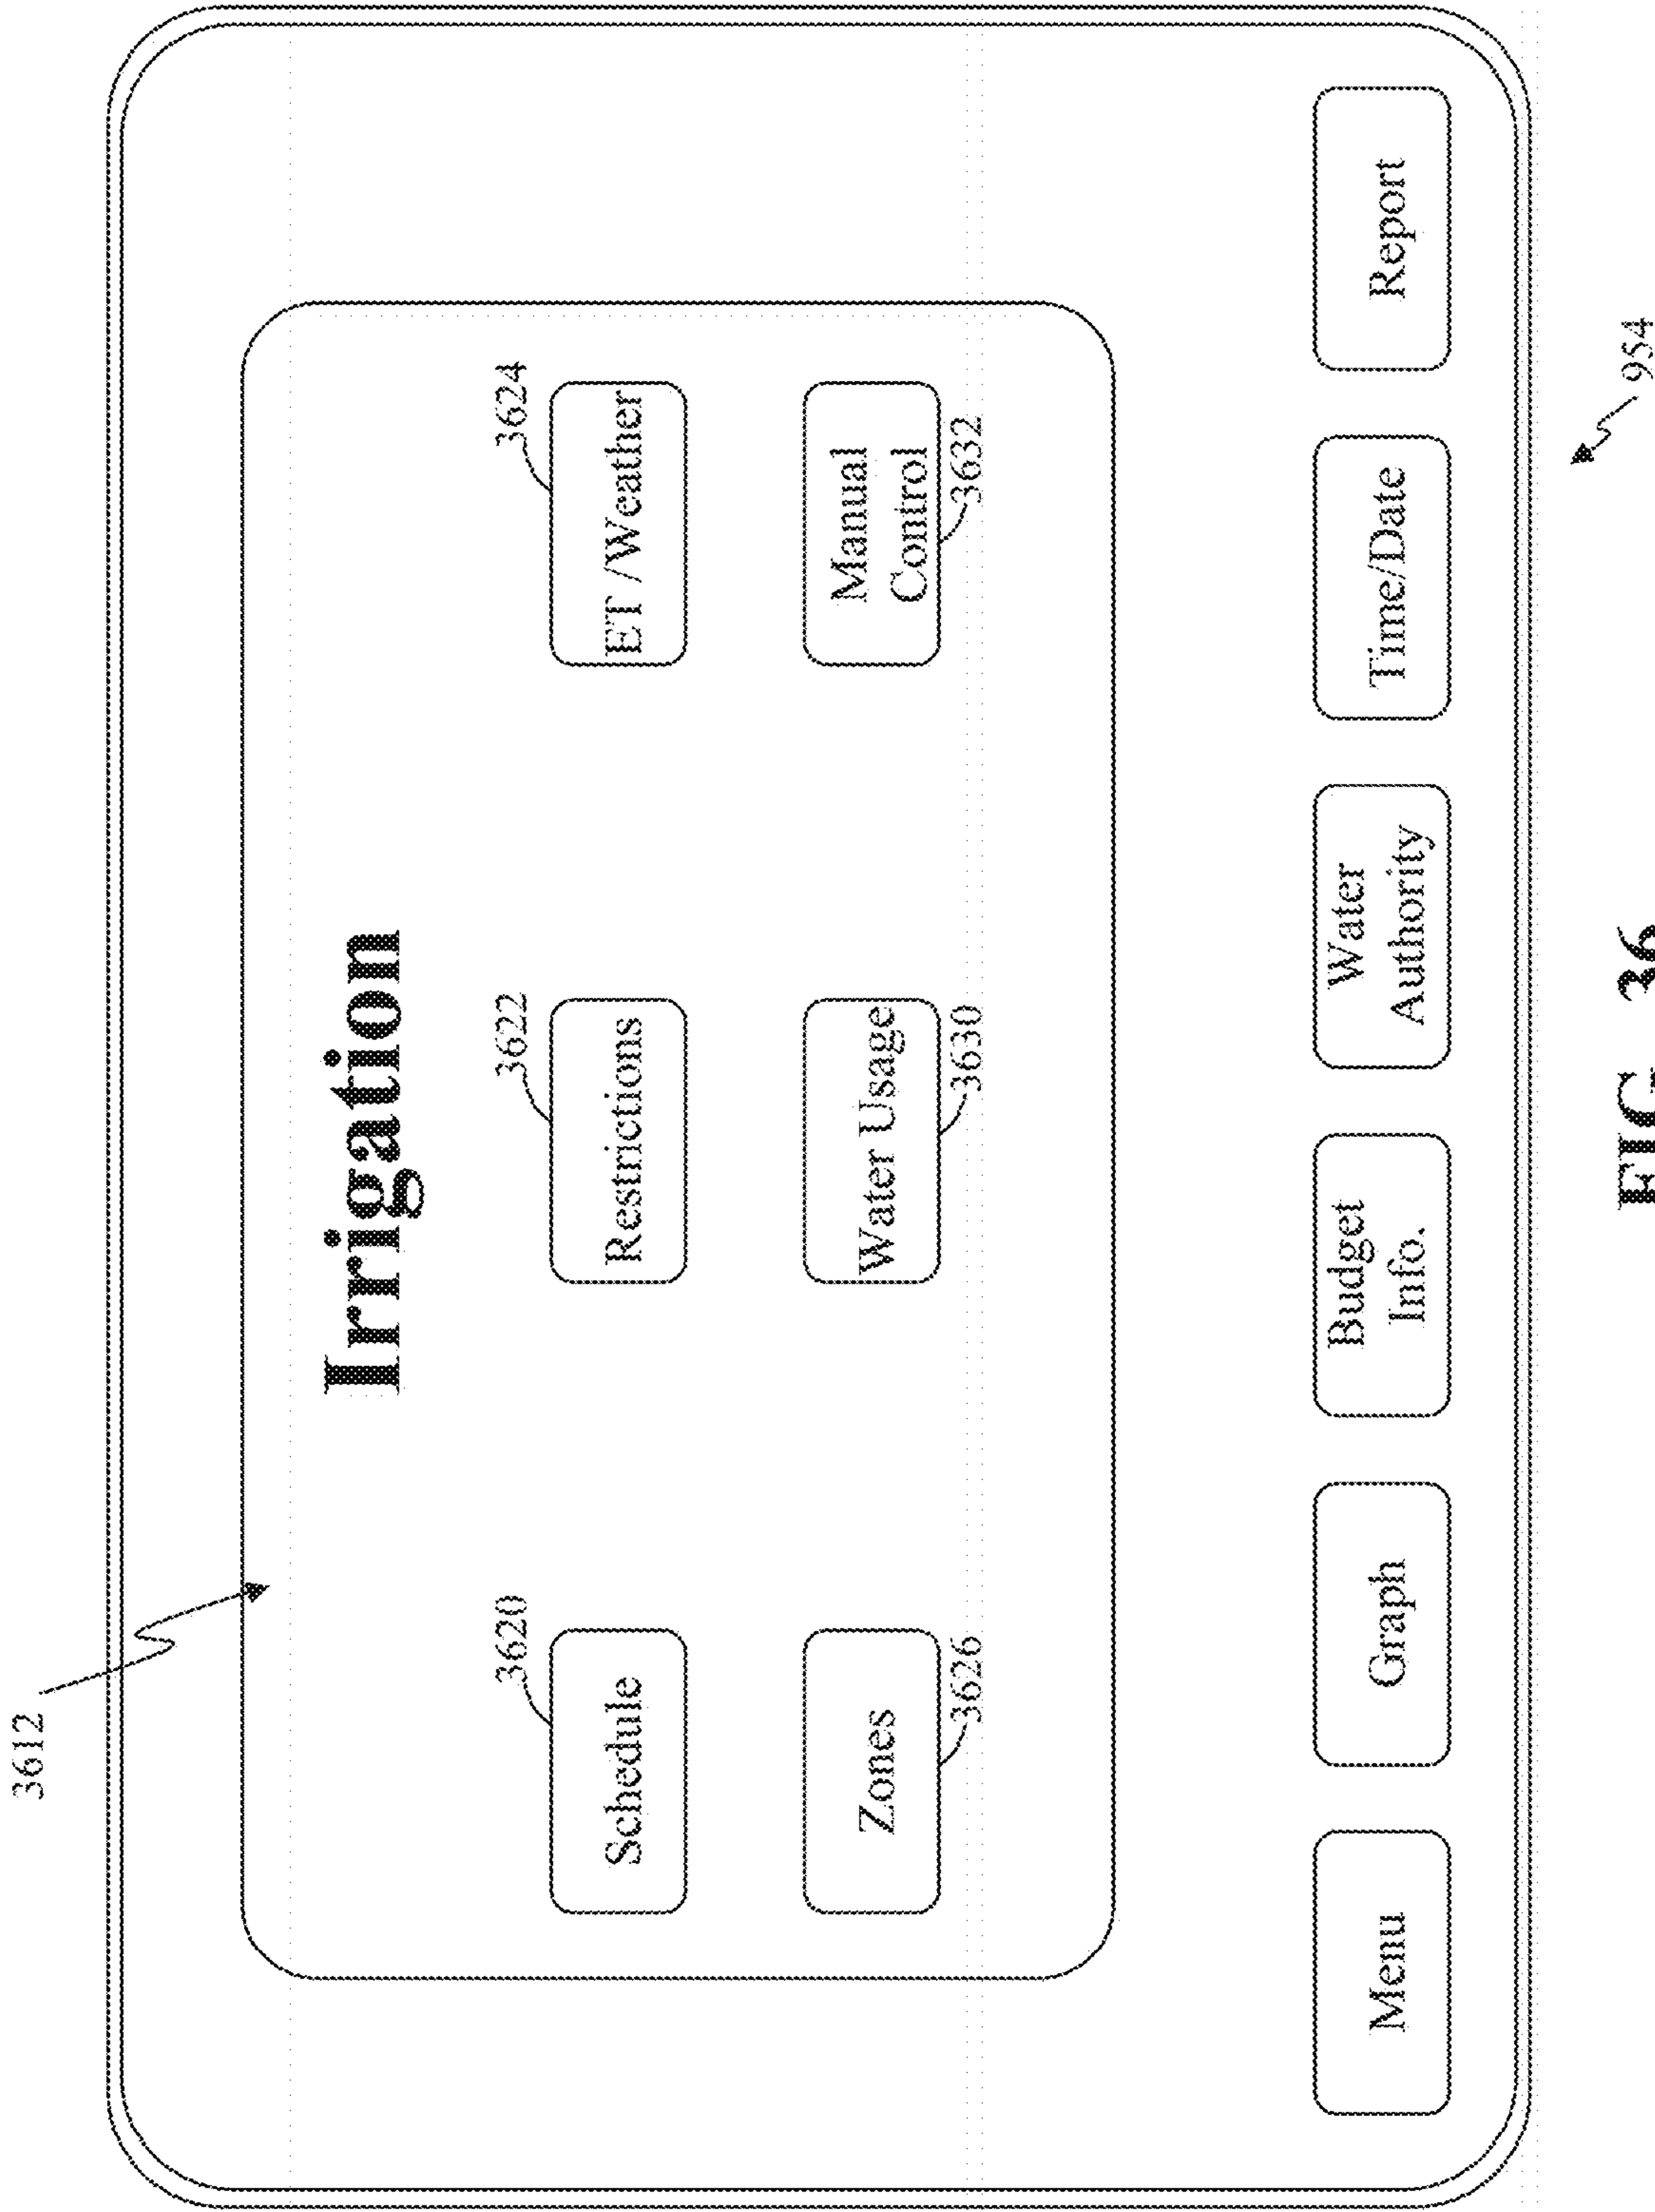 3612
Irrigation
3620
3622
3624
Schedule
Restrictions
ET /Weather
Zones
Water Usage
Manual
Control
3626
3630
3632
Menu
Graph
Budget
Info.
Water
Authority
Time/Date
Report
954
FIG. 36